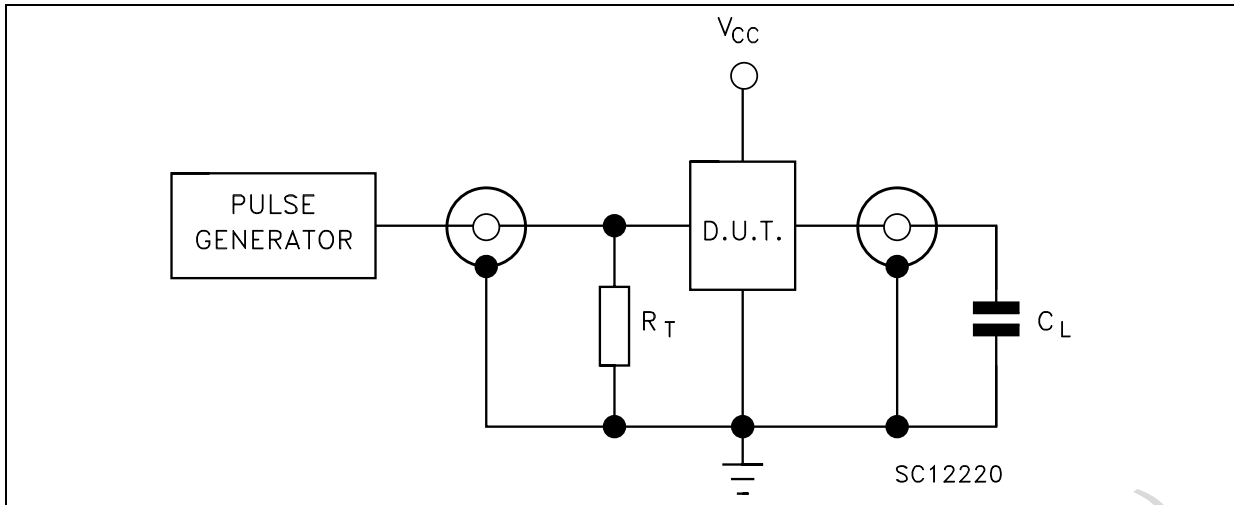 VCC
PULSE
GENERATOR
D.U.T.
RT
CL
SC12220